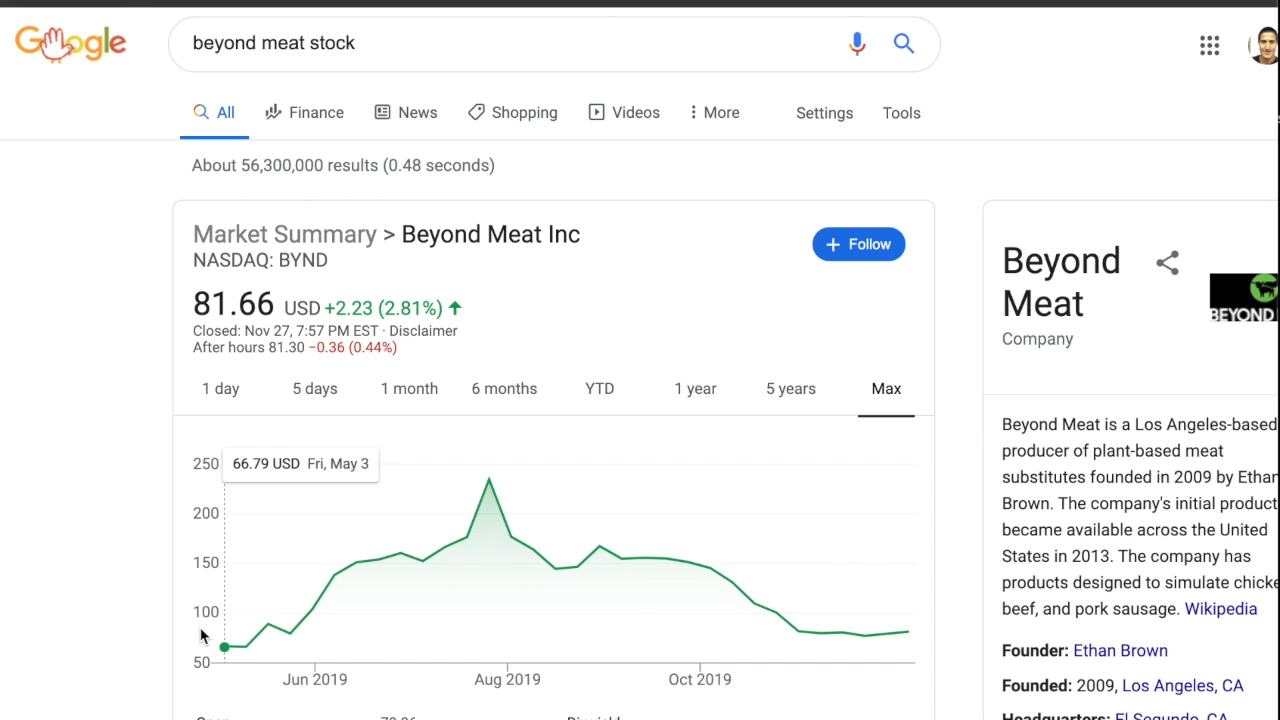 Google
beyond meat stock
All Finance News Shopping Videos More Settings Tools
About 56,300,000 results (0.48 seconds)
Market Summary > Beyond Meat Inc
NASDAQ: BYND
+ Follow
81.66 USD +2.23 (2.81%)
Closed: Nov 27, 7:57 PM EST · Disclaimer
After hours 81.30 −0.36 (0.44%)
1 day 5 days 1 month 6 months YTD 1 year 5 years Max
66.79 USD Fri, May 3
250
200
150
100
50
Jun 2019 Aug 2019 Oct 2019
Beyond
Meat
Company
BEYOND
Beyond Meat is a Los Angeles-based
producer of plant-based meat
substitutes founded in 2009 by Ethan
Brown. The company's initial product
became available across the United
States in 2013. The company has
products designed to simulate chicke
beef, and pork sausage. Wikipedia
Founder: Ethan Brown
Founded: 2009, Los Angeles, CA
Headquarters: El Segundo, CA